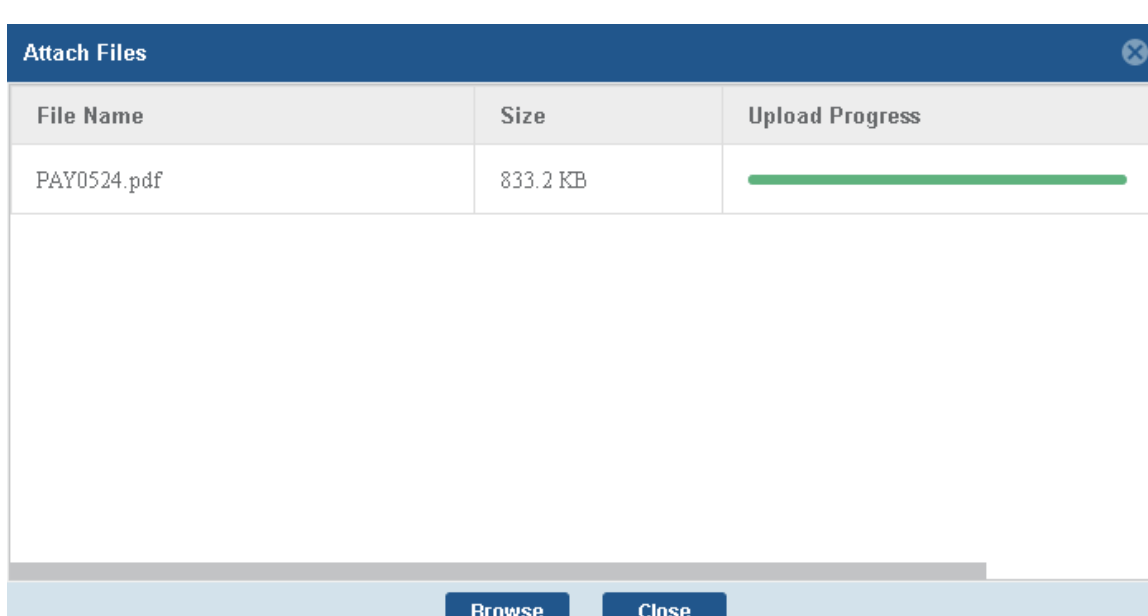 Attach Files
File Name Size Upload Progress
PAY0524.pdf 833.2 KB
Browse Close